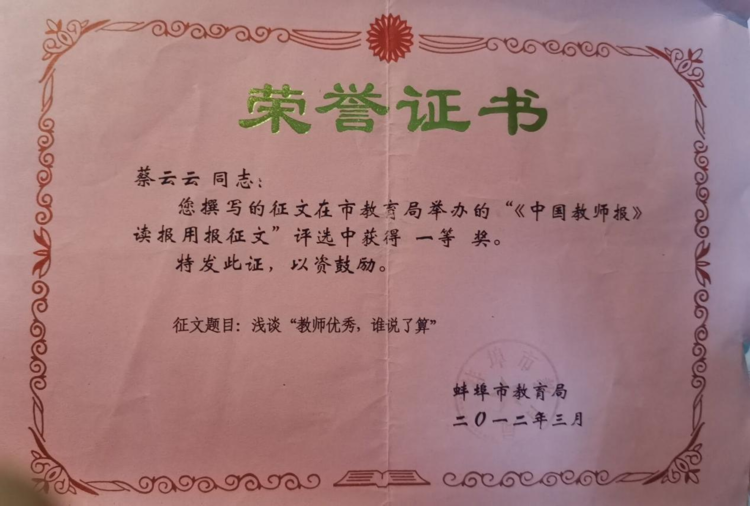 荣誉证书
蔡云云 同志：
您撰写的征文在市教育局举办的“《中国教师报》
读报用报征文”评选中获得 一等 奖。
特发此证，以资鼓励。
征文题目：浅谈“教师优秀，谁说了算”
蚌埠市教育局
二〇一二年三月